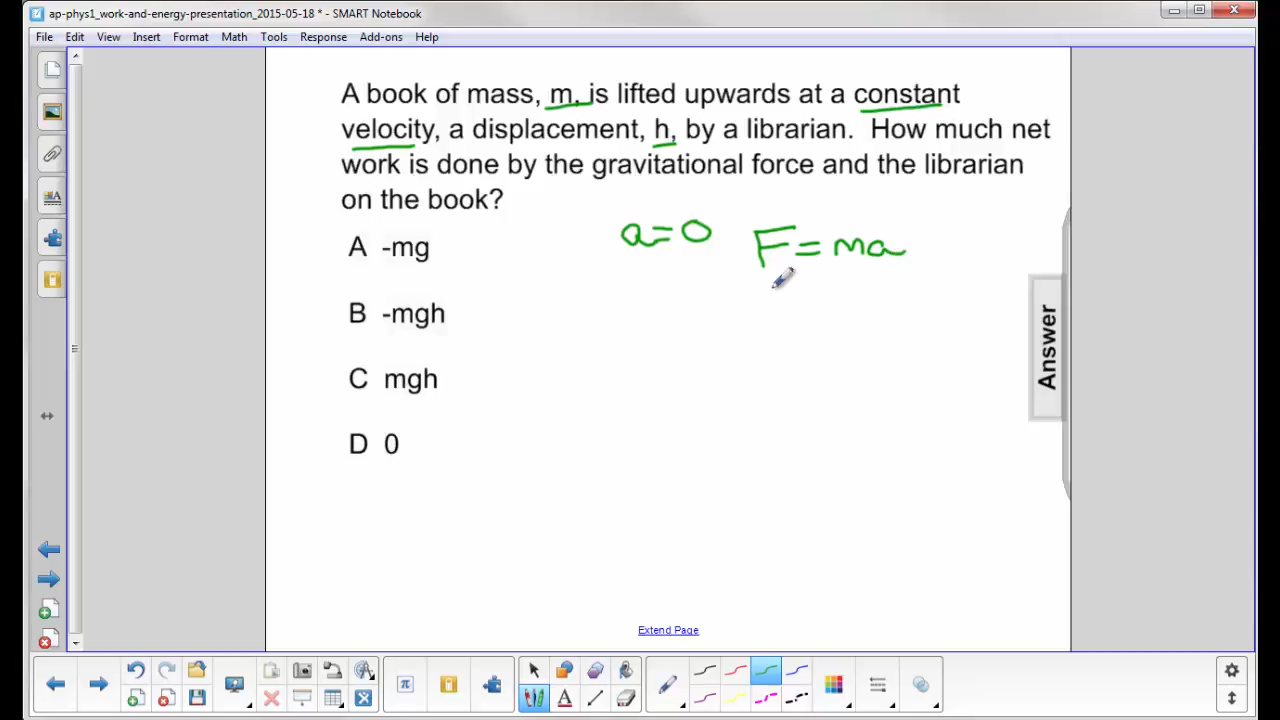 ap-phys1_work-and-energy-presentation_2015-05-18 * - SMART Notebook
File Edit View Insert Format Math Tools Response Add-ons Help
A book of mass, m, is lifted upwards at a constant
velocity, a displacement, h, by a librarian. How much net
work is done by the gravitational force and the librarian
on the book?
a=0 F=ma
A -mg
B -mgh
C mgh
D 0
Answer
Extend Page